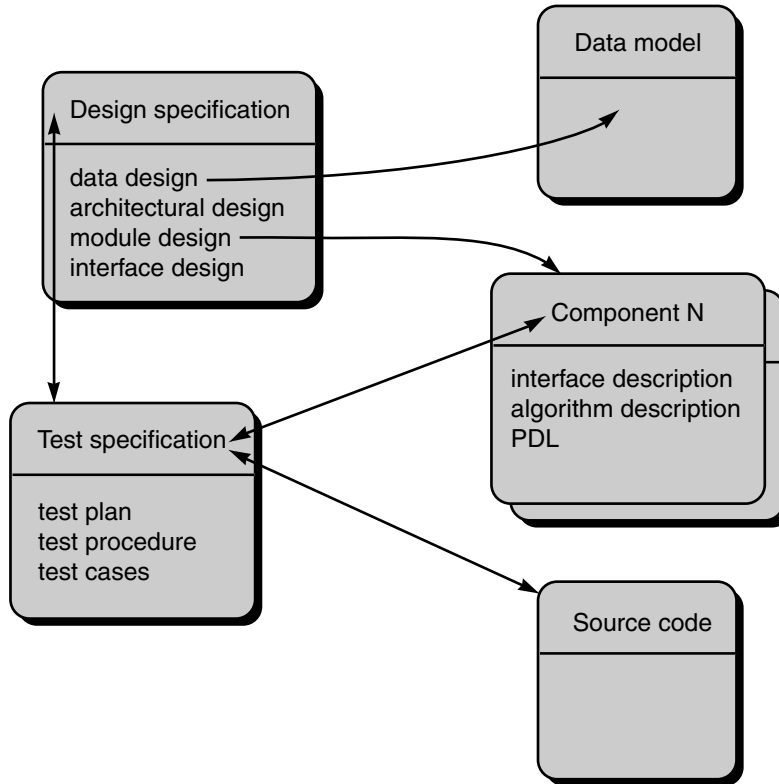 Data model
Design specification
data design
architectural design
module design
interface design
Component N
interface description
algorithm description
PDL
Test specification
test plan
test procedure
test cases
Source code